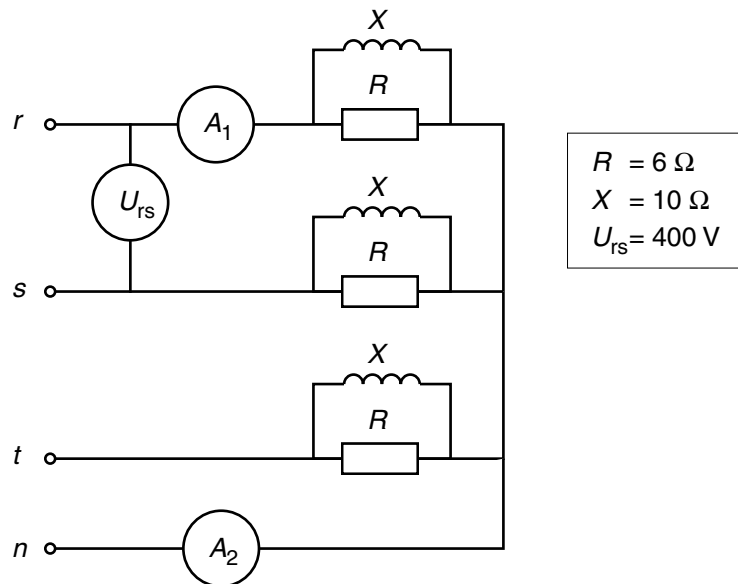 X
R
r
A1
Urs
X
R
s
X
R
t
n
A2
R = 6 Ω
X = 10 Ω
Urs = 400 V